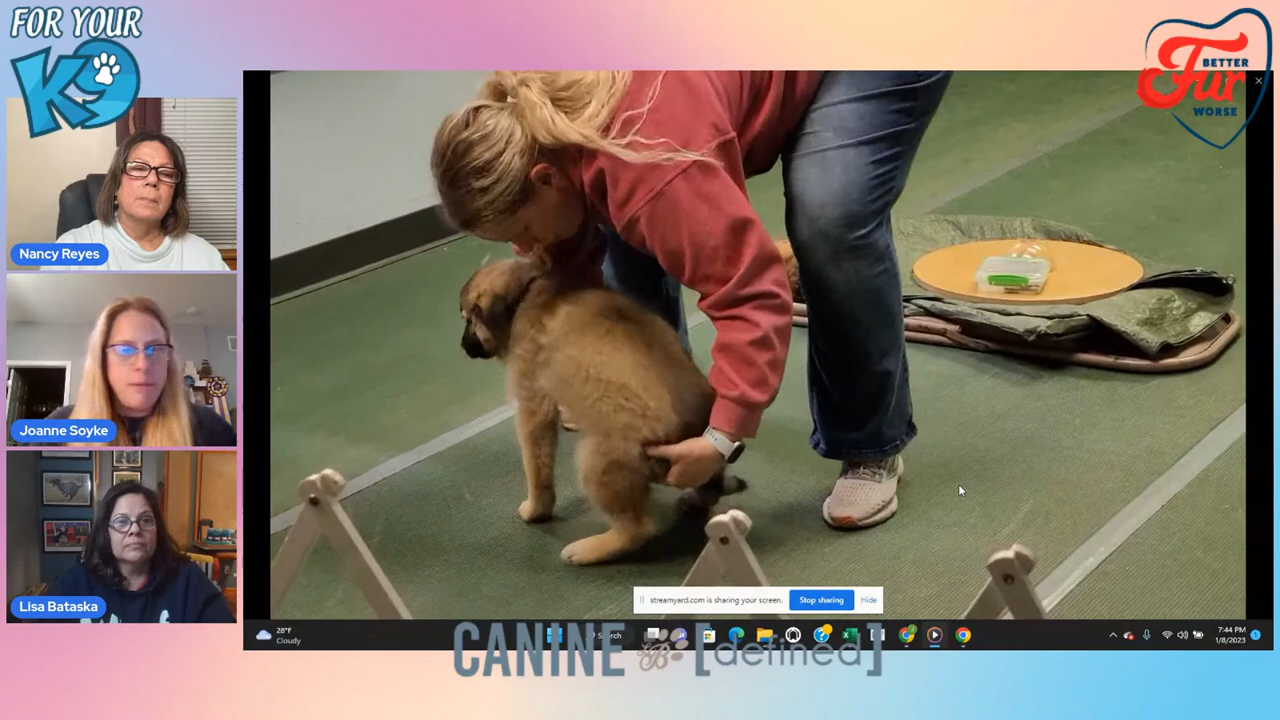 FOR YOUR
K9
BETTER
Fur
WORSE
Nancy Reyes
Joanne Soyke
Lisa Bataska
streamyard.com is sharing your screen.
Stop sharing
Hide
28°F
Cloudy
Search
7:44 PM
1/8/2023
CANINE [defined]